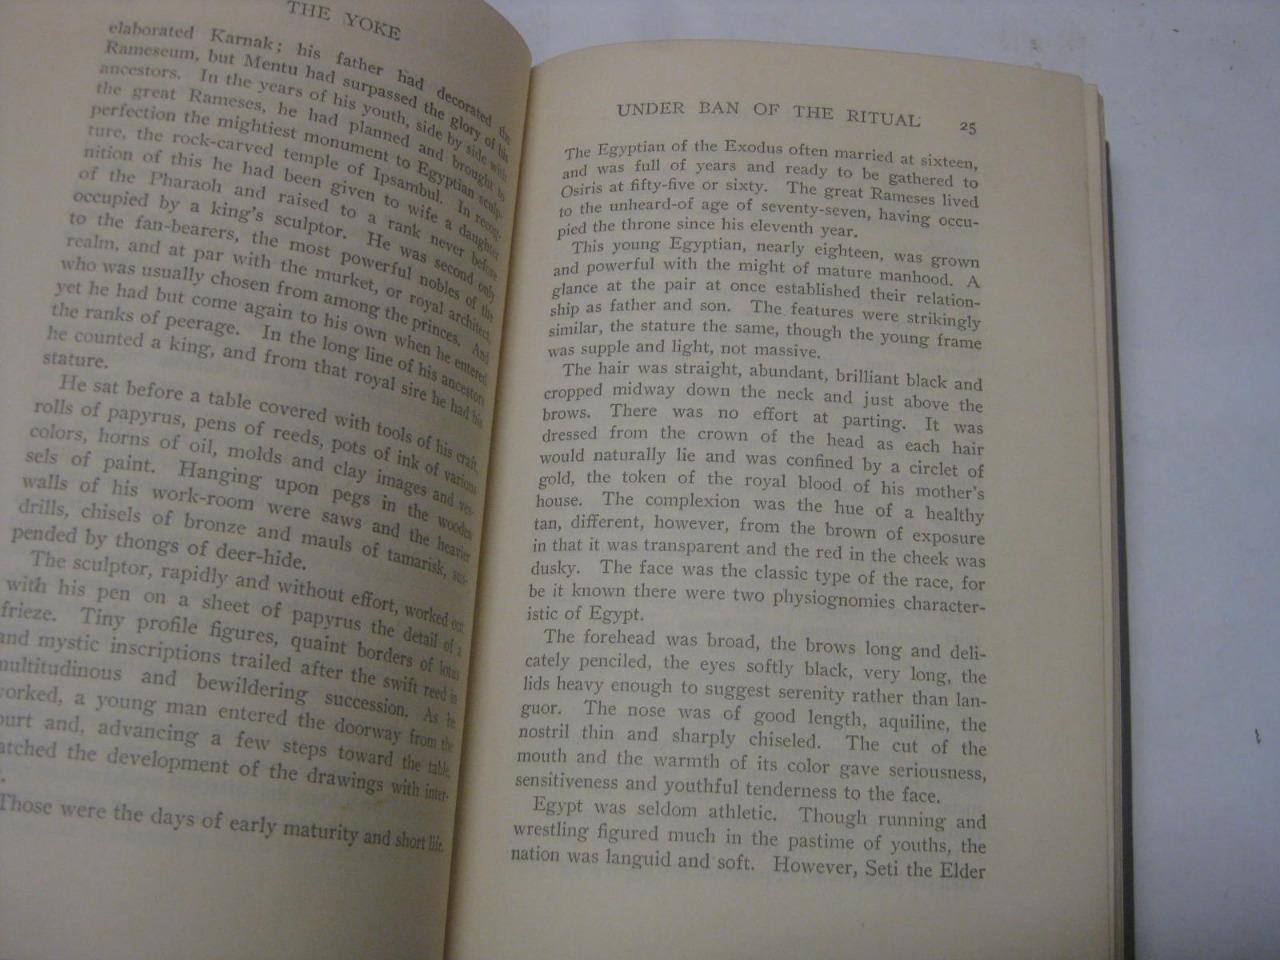 THE YOKE
elaborated Karnak; his father had decorated the
Rameseum, but Mentu had surpassed the glory of his
ancestors. In the years of his youth, side by side with
the great Rameses, he had planned and brought to
perfection the mightiest monument to Egyptian sculp-
ture, the rock-carved temple of Ipsambul. In recog-
nition of this he had been given to wife a daughter
of the Pharaoh and raised to a rank never before
occupied by a king's sculptor. He was second only
to the fan-bearers, the most powerful nobles of the
realm, and at par with the murket, or royal architect,
who was usually chosen from among the princes. And
yet he had but come again to his own when he entered
the ranks of peerage. In the long line of his ancestors
he counted a king, and from that royal sire he had his
stature.
He sat before a table covered with tools of his craft,
rolls of papyrus, pens of reeds, pots of ink of various
colors, horns of oil, molds and clay images and ves-
sels of paint. Hanging upon pegs in the wooden
walls of his work-room were saws and the heavier
drills, chisels of bronze and mauls of tamarisk, sus-
pended by thongs of deer-hide.
The sculptor, rapidly and without effort, worked out
with his pen on a sheet of papyrus the detail of a
frieze. Tiny profile figures, quaint borders of lotus
and mystic inscriptions trailed after the swift reed in
multitudinous and bewildering succession. As he
worked, a young man entered the doorway from the
ourt and, advancing a few steps toward the table,
atched the development of the drawings with inter-
.
Those were the days of early maturity and short life.
UNDER BAN OF THE RITUAL 25
The Egyptian of the Exodus often married at sixteen,
and was full of years and ready to be gathered to
Osiris at fifty-five or sixty. The great Rameses lived
to the unheard-of age of seventy-seven, having occu-
pied the throne since his eleventh year.
This young Egyptian, nearly eighteen, was grown
and powerful with the might of mature manhood. A
glance at the pair at once established their relation-
ship as father and son. The features were strikingly
similar, the stature the same, though the young frame
was supple and light, not massive.
The hair was straight, abundant, brilliant black and
cropped midway down the neck and just above the
brows. There was no effort at parting. It was
dressed from the crown of the head as each hair
would naturally lie and was confined by a circlet of
gold, the token of the royal blood of his mother's
house. The complexion was the hue of a healthy
tan, different, however, from the brown of exposure
in that it was transparent and the red in the cheek was
dusky. The face was the classic type of the race, for
be it known there were two physiognomies character-
istic of Egypt.
The forehead was broad, the brows long and deli-
cately penciled, the eyes softly black, very long, the
lids heavy enough to suggest serenity rather than lan-
guor. The nose was of good length, aquiline, the
nostril thin and sharply chiseled. The cut of the
mouth and the warmth of its color gave seriousness,
sensitiveness and youthful tenderness to the face.
Egypt was seldom athletic. Though running and
wrestling figured much in the pastime of youths, the
nation was languid and soft. However, Seti the Elder